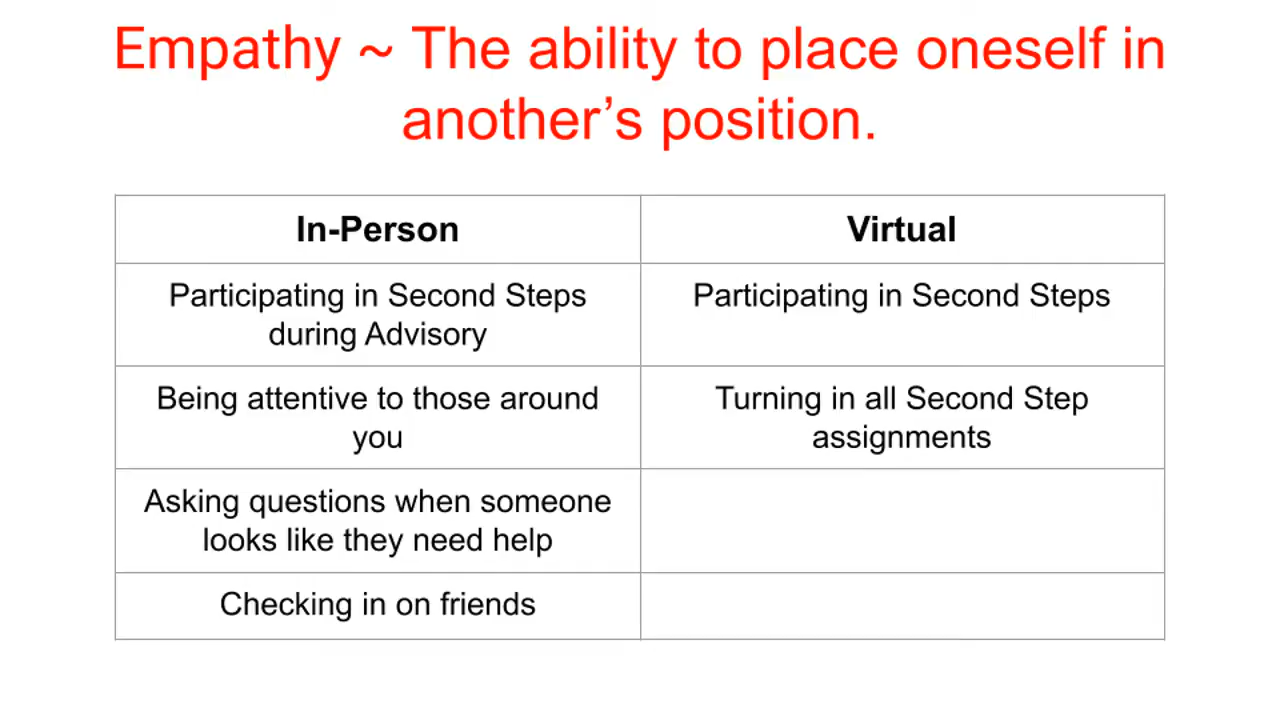 Empathy ~ The ability to place oneself in
another’s position.
In-Person
Virtual
Participating in Second Steps
during Advisory
Participating in Second Steps
Being attentive to those around
you
Turning in all Second Step
assignments
Asking questions when someone
looks like they need help
Checking in on friends